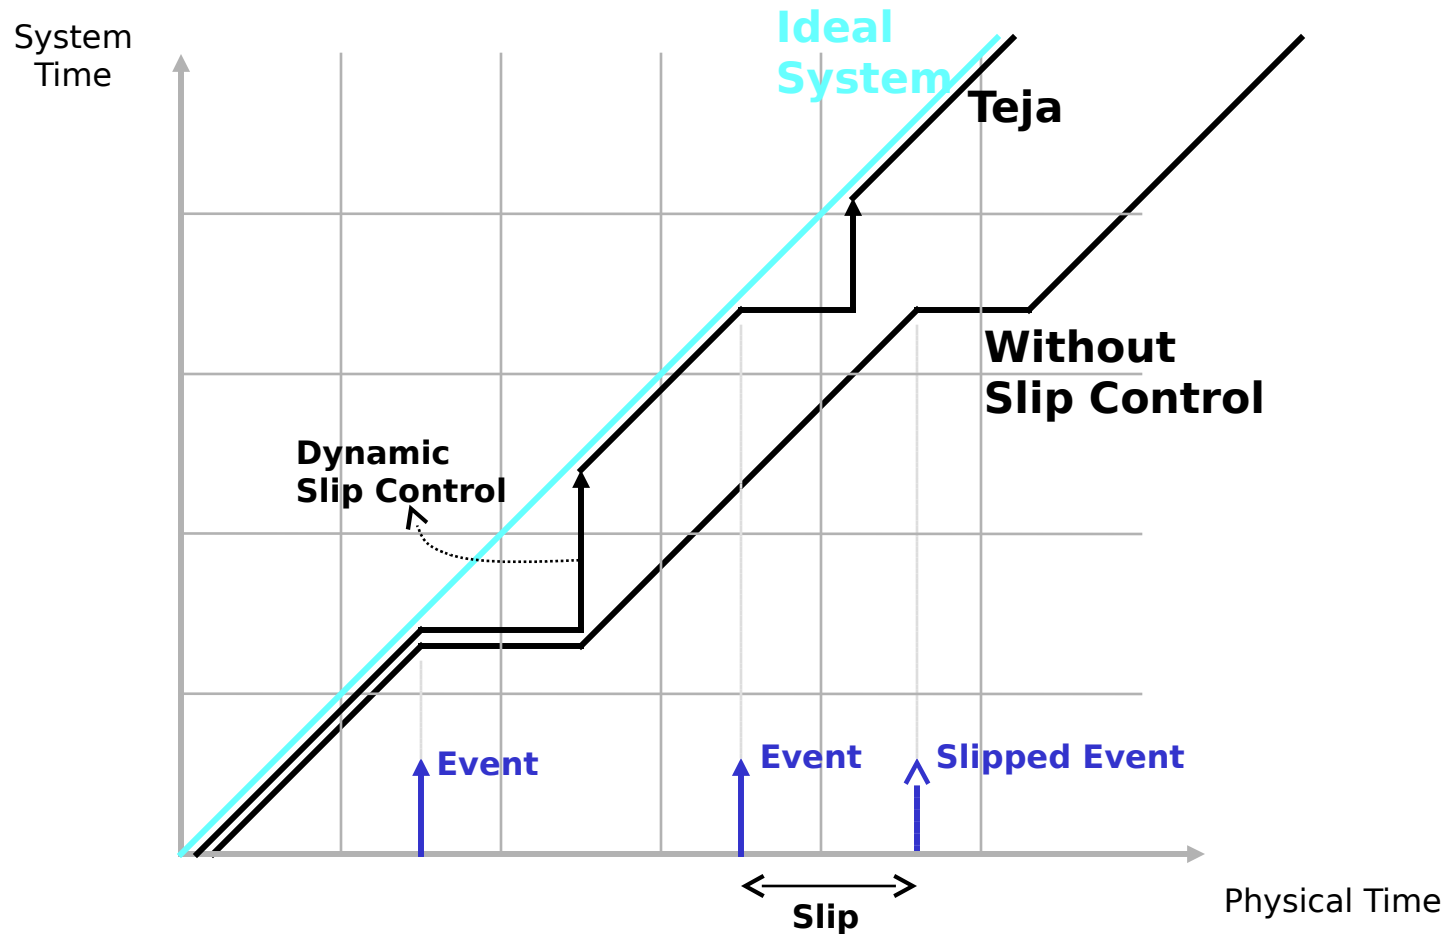 System
Time
Ideal
System
Teja
Without
Slip Control
Dynamic
Slip Control
Event
Event
Slipped Event
Slip
Physical Time